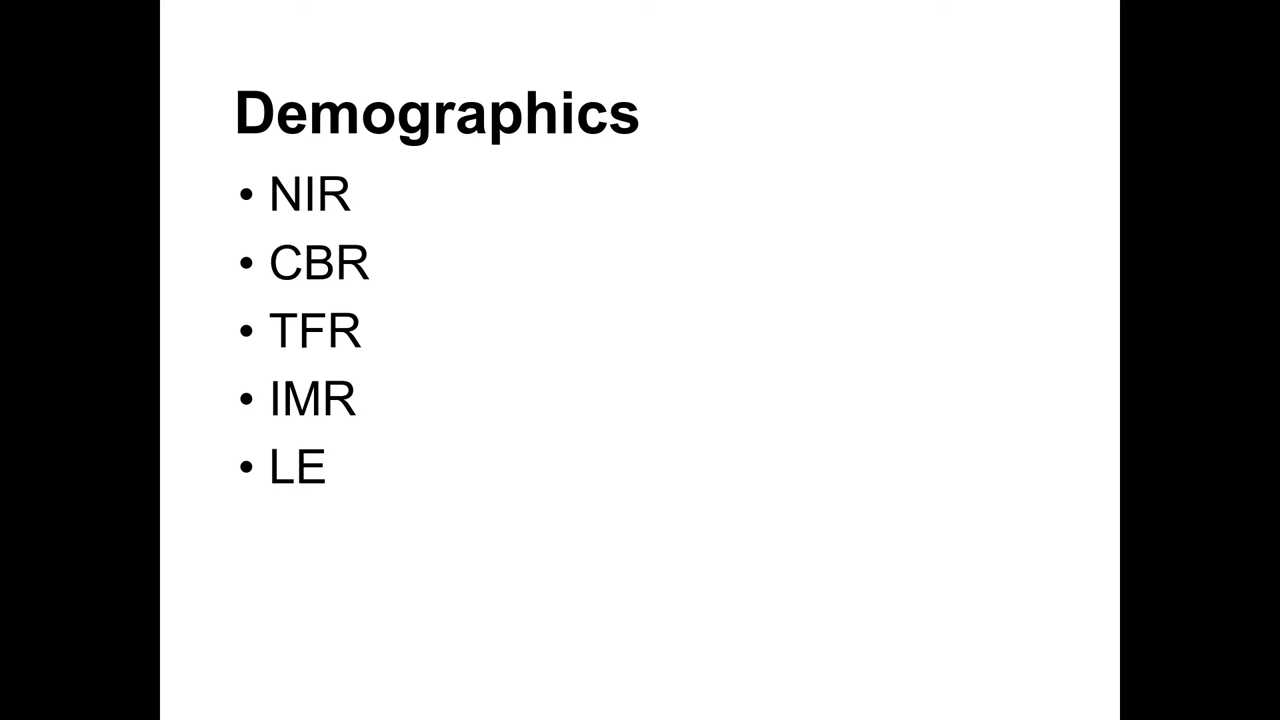 Demographics
• NIR
• CBR
• TFR
• IMR
• LE